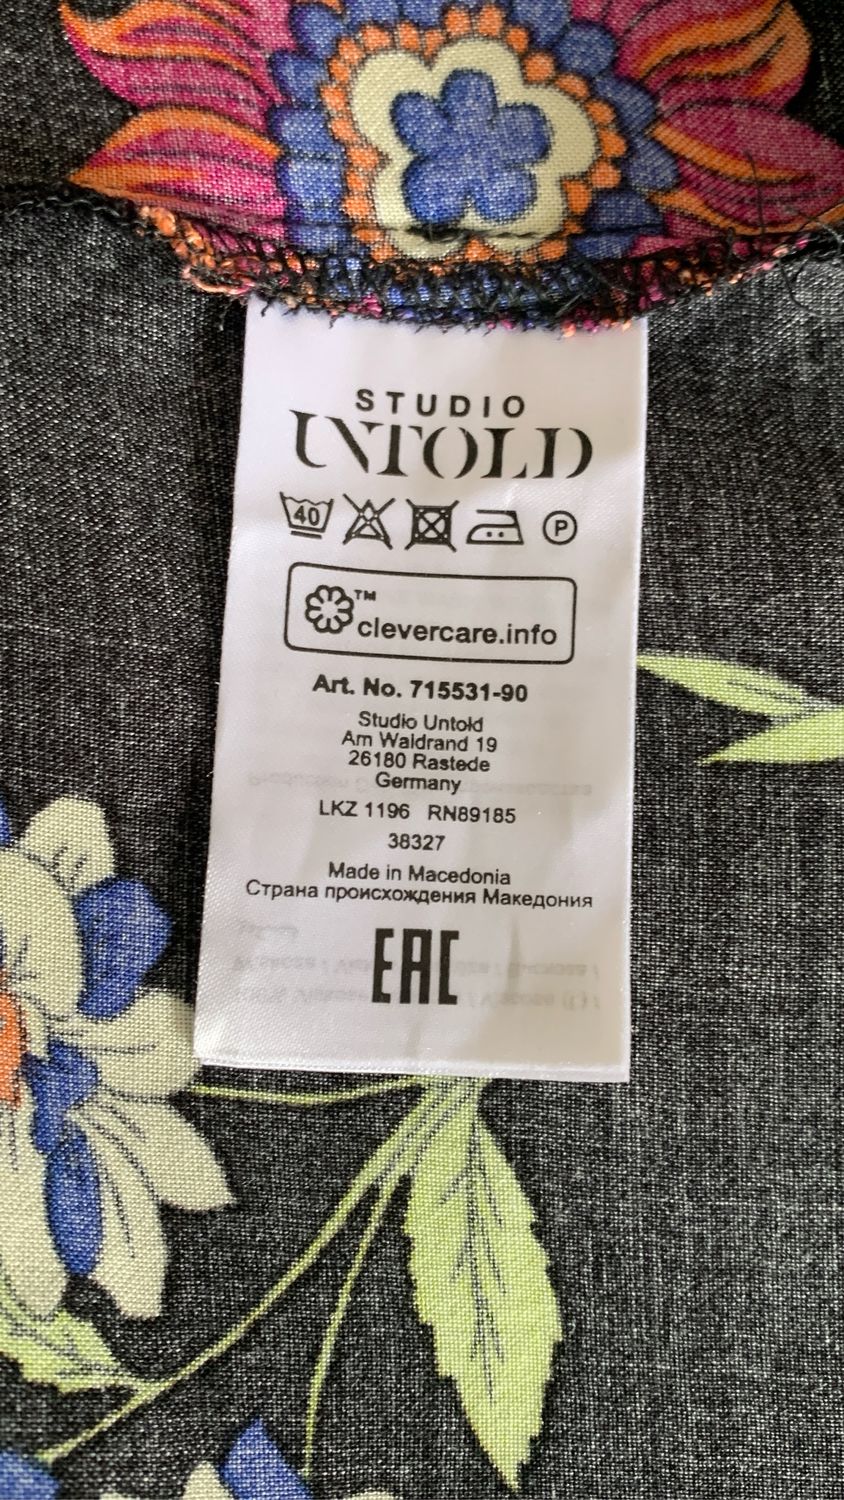 STUDIO
UNTOLD
40
P
™
clevercare.info
Art. No. 715531-90
Studio Untold
Am Waldrand 19
26180 Rastede
Germany
LKZ 1196 RN89185
38327
Made in Macedonia
Страна происхождения Македония
EAC